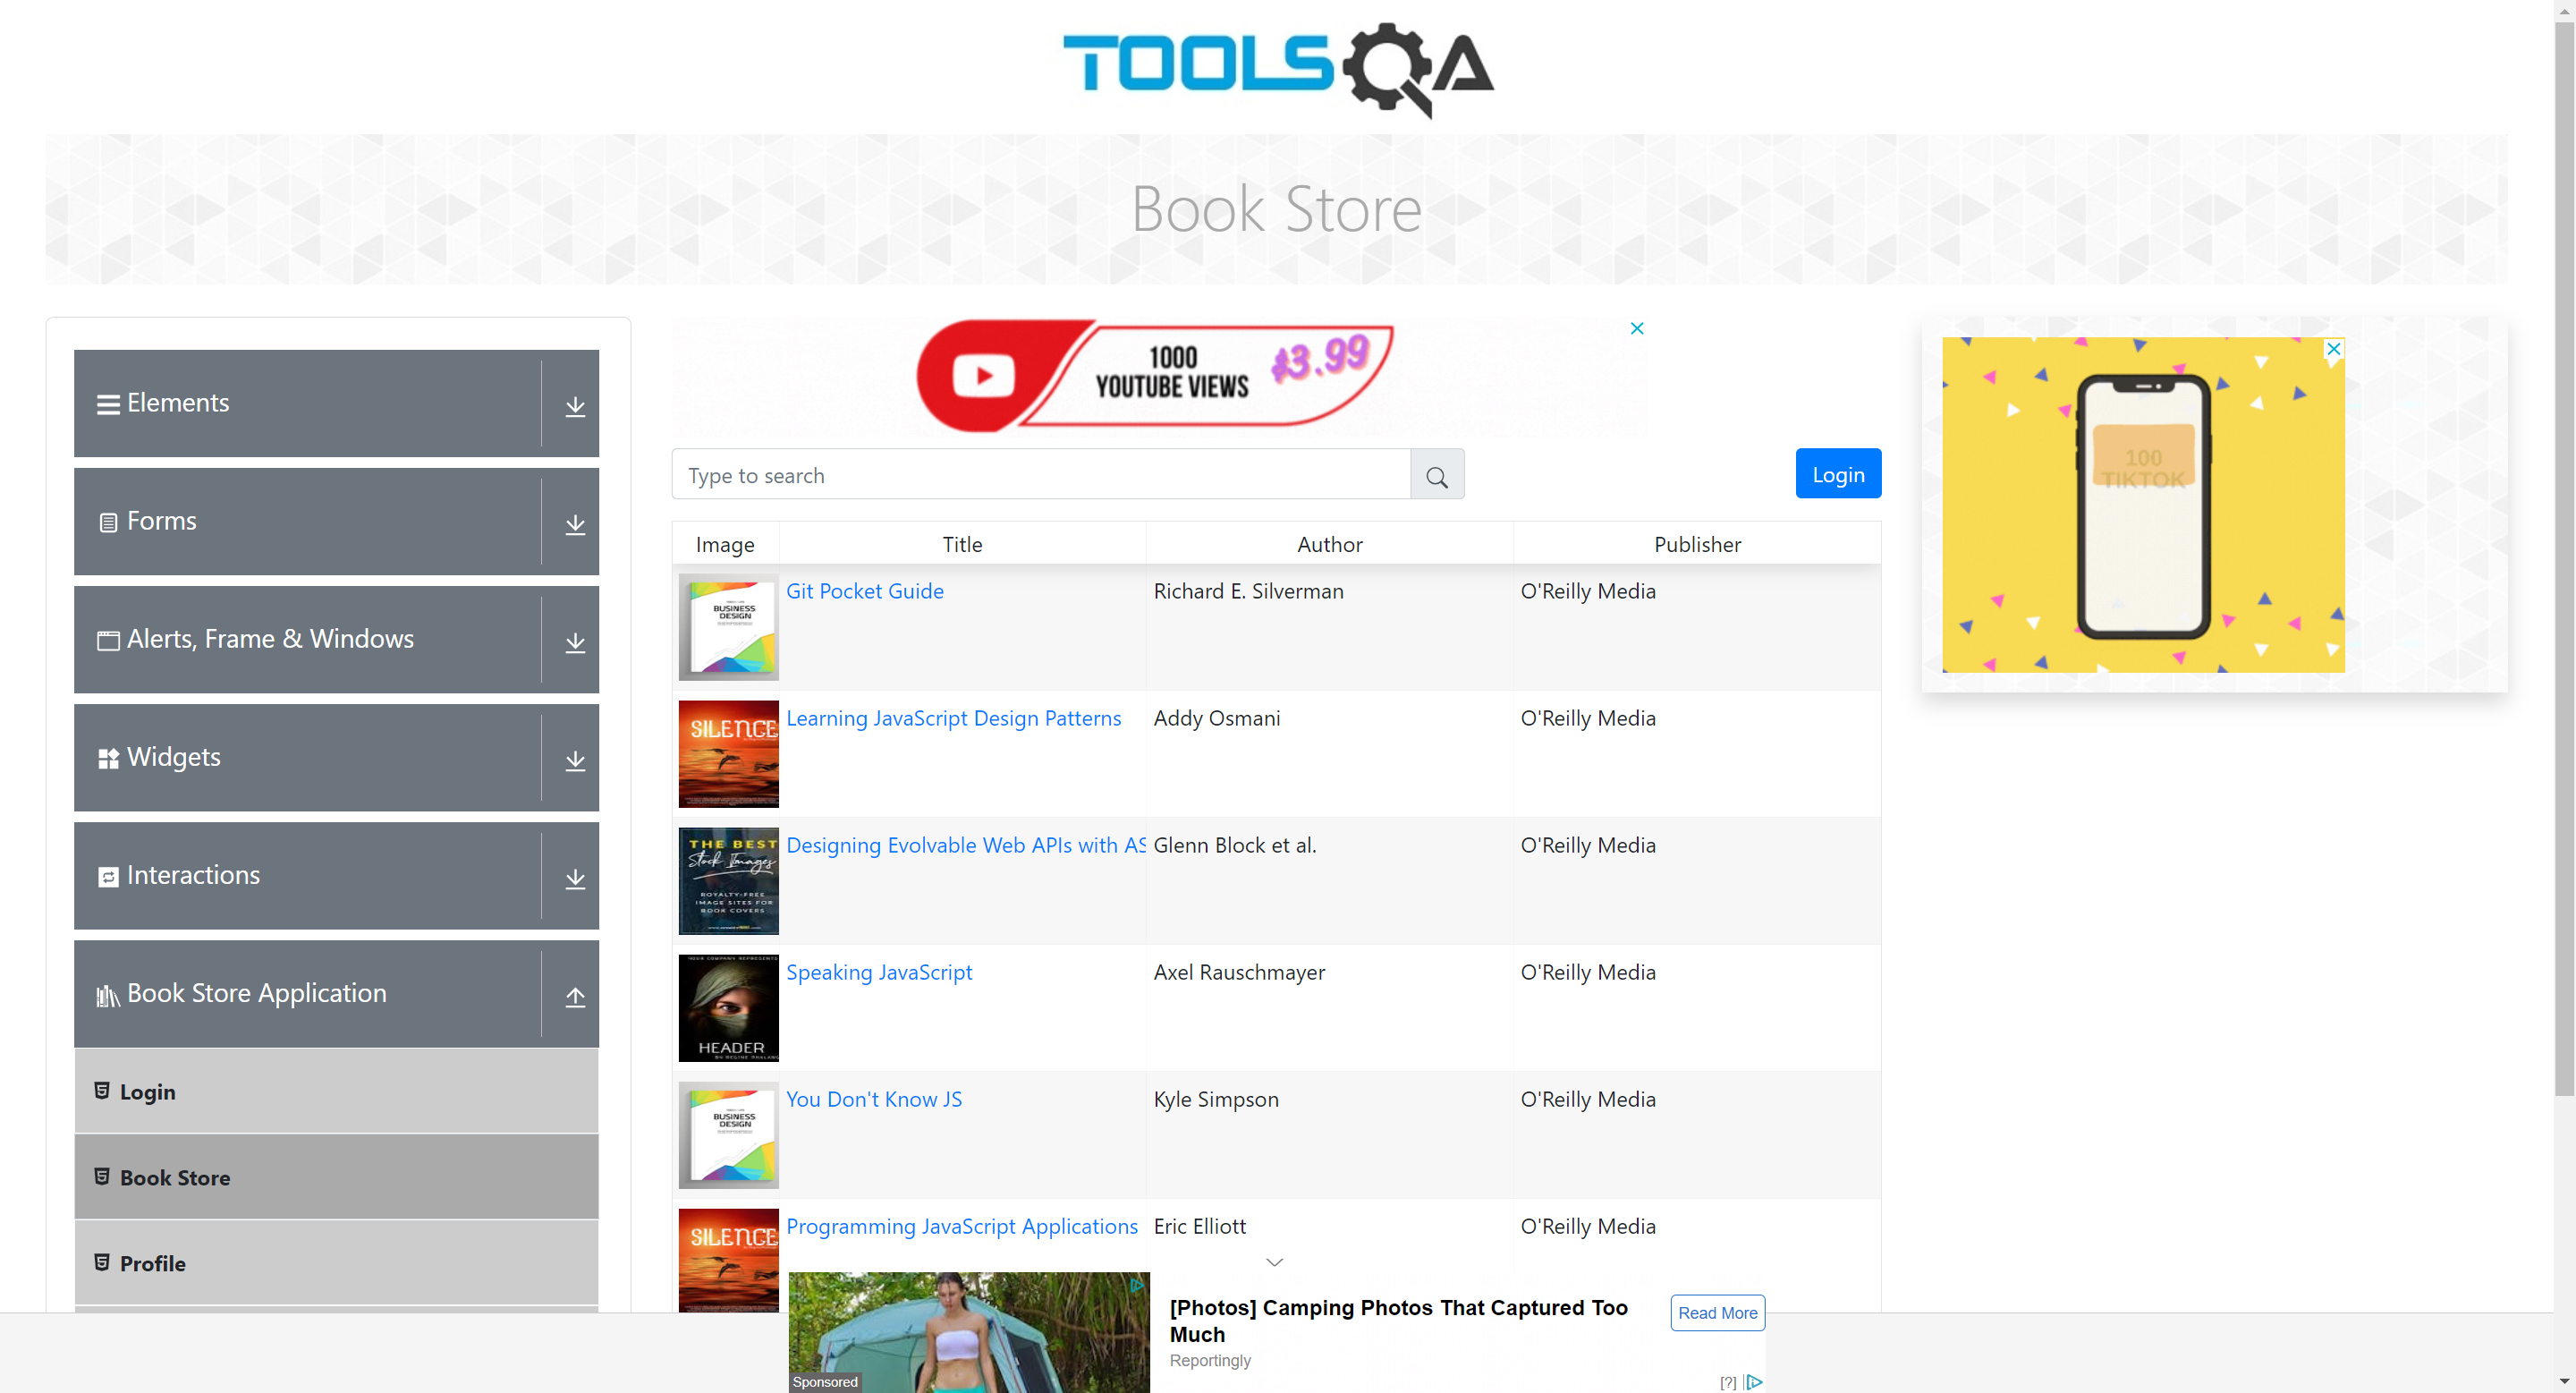 TOOLSQA
Book Store
Elements
Forms
Alerts, Frame & Windows
Widgets
Interactions
Book Store Application
Login
Book Store
Profile
1000
YOUTUBE VIEWS
$3.99
Type to search
Login
Image Title Author Publisher
BUSINESS
DESIGN
Git Pocket Guide Richard E. Silverman O'Reilly Media
SILENCE
Learning JavaScript Design Patterns Addy Osmani O'Reilly Media
THE BEST
Stock Images
ROYALTY-FREE
IMAGE SITES FOR
BOOK COVERS
Designing Evolvable Web APIs with AS Glenn Block et al. O'Reilly Media
YOUR COMPANY REPRESENTS
HEADER
Speaking JavaScript Axel Rauschmayer O'Reilly Media
BUSINESS
DESIGN
You Don't Know JS Kyle Simpson O'Reilly Media
SILENCE
Programming JavaScript Applications Eric Elliott O'Reilly Media
100
TIKTOK
Sponsored
[Photos] Camping Photos That Captured Too
Much
Reportingly
Read More
[?]